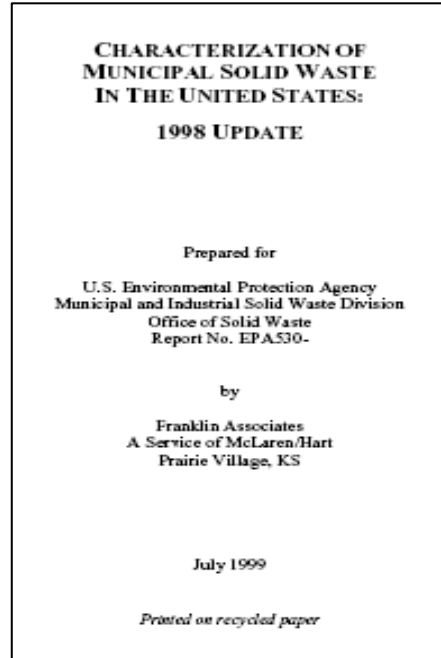 CHARACTERIZATION OF
MUNICIPAL SOLID WASTE
IN THE UNITED STATES:
1998 UPDATE
Prepared for
U.S. Environmental Protection Agency
Municipal and Industrial Solid Waste Division
Office of Solid Waste
Report No. EPA530-
by
Franklin Associates
A Service of McLaren/Hart
Prairie Village, KS
July 1999
Printed on recycled paper